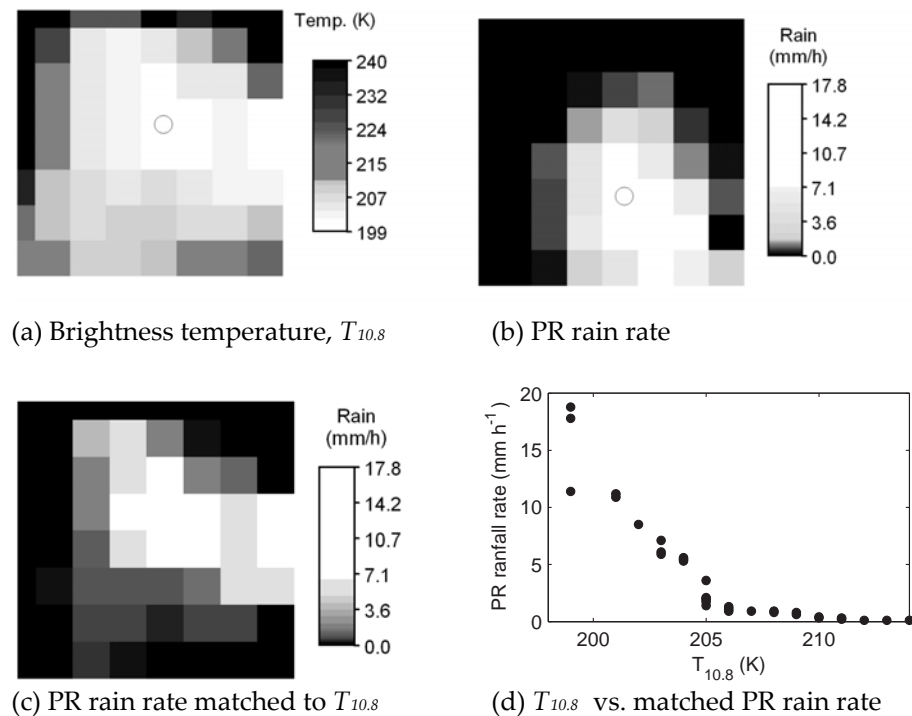 Temp. (K)
240
232
224
215
207
199
(a) Brightness temperature, T10.8
Rain
(mm/h)
17.8
14.2
10.7
7.1
3.6
0.0
(b) PR rain rate
Rain
(mm/h)
17.8
14.2
10.7
7.1
3.6
0.0
(c) PR rain rate matched to T10.8
PR ranfall rate (mm h-1)
20
15
10
5
0
200 205 210
T10.8 (K)
(d) T10.8 vs. matched PR rain rate